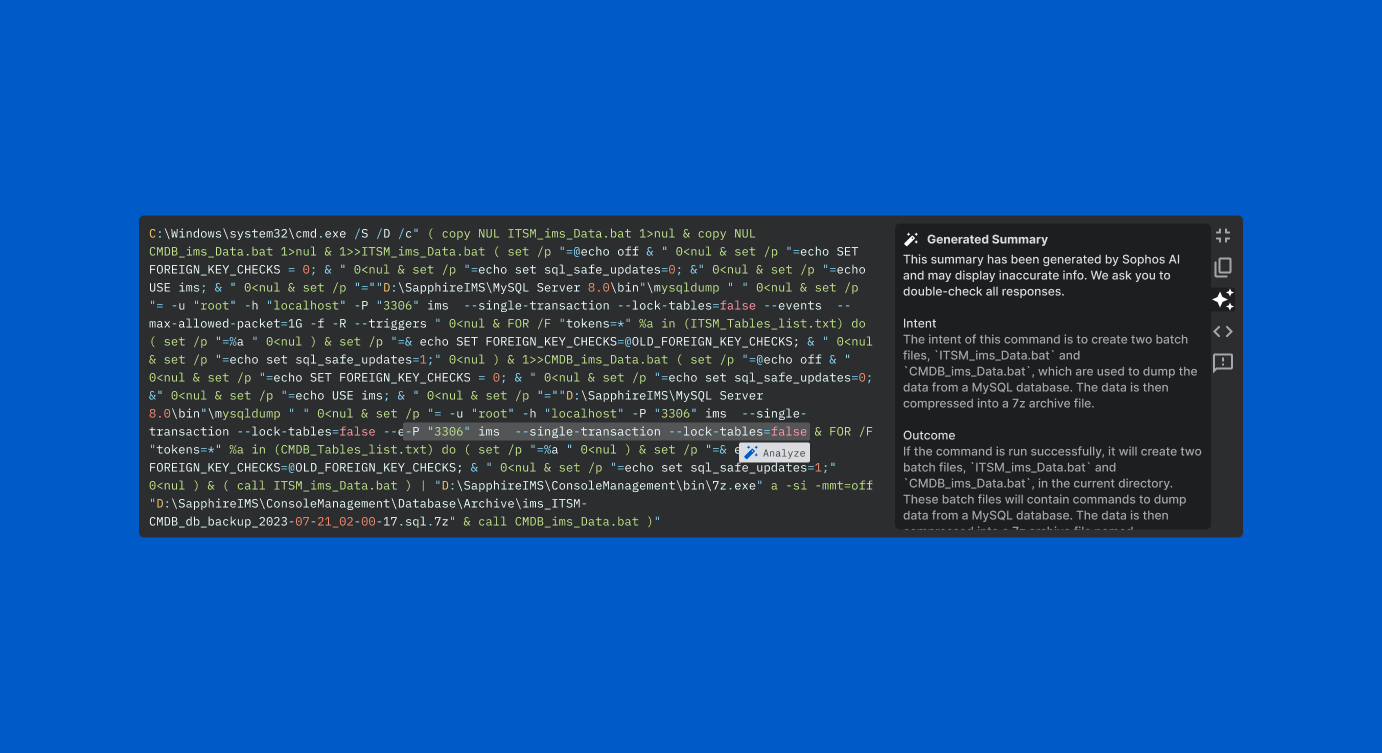 C:\Windows\system32\cmd.exe /S /D /c" ( copy NUL ITSM_ims_Data.bat 1>nul & copy NUL
CMDB_ims_Data.bat 1>nul & 1>>ITSM_ims_Data.bat ( set /p "=@echo off & " 0<nul & set /p "=echo SET
FOREIGN_KEY_CHECKS = 0; & " 0<nul & set /p "=echo set sql_safe_updates=0; &" 0<nul & set /p "=echo
USE ims; & " 0<nul & set /p "=""D:\SapphireIMS\MySQL Server 8.0\bin"\mysqldump " " 0<nul & set /p
"= -u "root" -h "localhost" -P "3306" ims  --single-transaction --lock-tables=false --events  --
max-allowed-packet=1G -f -R --triggers " 0<nul & FOR /F "tokens=*" %a in (ITSM_Tables_list.txt) do
( set /p "=%a " 0<nul ) & set /p "=& echo SET FOREIGN_KEY_CHECKS=@OLD_FOREIGN_KEY_CHECKS; & " 0<nul
& set /p "=echo set sql_safe_updates=1;" 0<nul ) & 1>>CMDB_ims_Data.bat ( set /p "=@echo off & "
0<nul & set /p "=echo SET FOREIGN_KEY_CHECKS = 0; & " 0<nul & set /p "=echo set sql_safe_updates=0;
&" 0<nul & set /p "=echo USE ims; & " 0<nul & set /p "=""D:\SapphireIMS\MySQL Server
8.0\bin"\mysqldump " " 0<nul & set /p "= -u "root" -h "localhost" -P "3306" ims  --single-
transaction --lock-tables=false --e-P "3306" ims  --single-transaction --lock-tables=false & FOR /F
"tokens=*" %a in (CMDB_Tables_list.txt) do ( set /p "=%a " 0<nul ) & set /p "=& e
Analyze
FOREIGN_KEY_CHECKS=@OLD_FOREIGN_KEY_CHECKS; & " 0<nul & set /p "=echo set sql_safe_updates=1;"
0<nul ) & ( call ITSM_ims_Data.bat ) | "D:\SapphireIMS\ConsoleManagement\bin\7z.exe" a -si -mmt=off
"D:\SapphireIMS\ConsoleManagement\Database\Archive\ims_ITSM-
CMDB_db_backup_2023-07-21_02-00-17.sql.7z" & call CMDB_ims_Data.bat )"
Generated Summary
This summary has been generated by Sophos AI
and may display inaccurate info. We ask you to
double-check all responses.
Intent
The intent of this command is to create two batch
files, `ITSM_ims_Data.bat` and
`CMDB_ims_Data.bat`, which are used to dump the
data from a MySQL database. The data is then
compressed into a 7z archive file.
Outcome
If the command is run successfully, it will create two
batch files, `ITSM_ims_Data.bat` and
`CMDB_ims_Data.bat`, in the current directory.
These batch files will contain commands to dump
data from a MySQL database. The data is then
compressed into a 7z archive file named